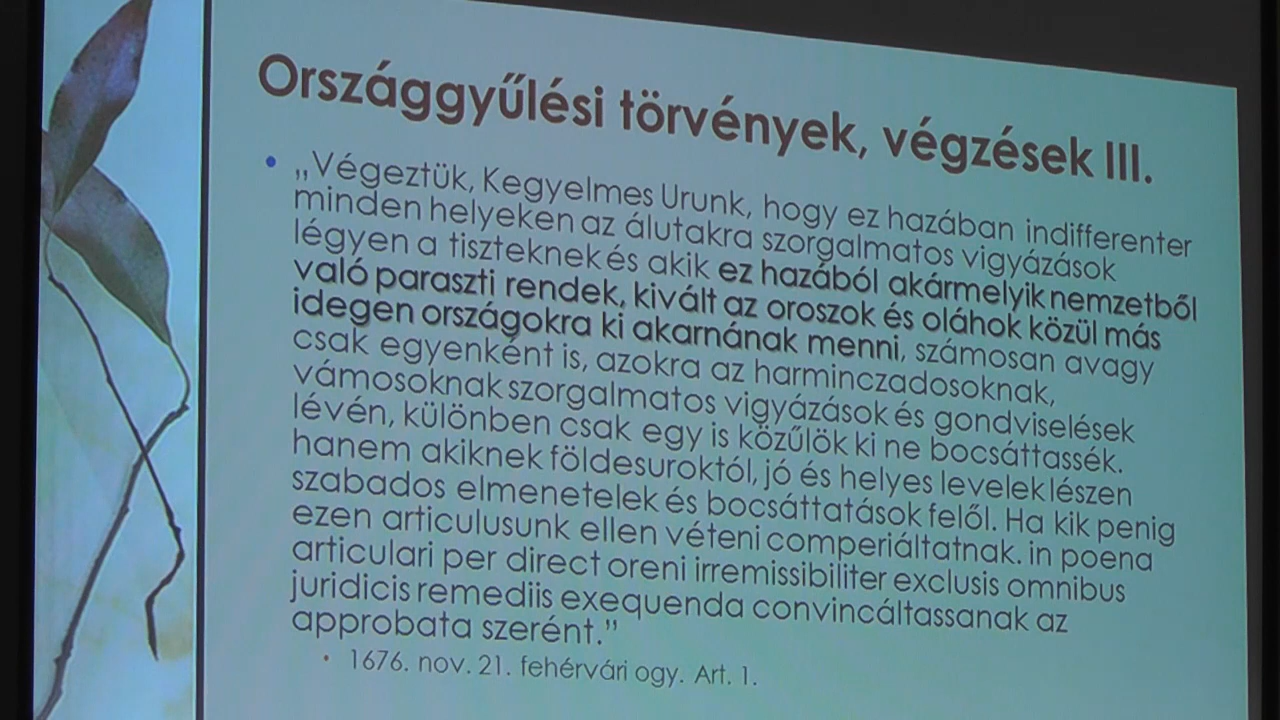 Országgyűlési törvények, végzések III.
• „Végeztük, Kegyelmes Urunk, hogy ez hazában indifferenter
minden helyeken az álutakra szorgalmatos vigyázások
légyen a tiszteknek és akik ez hazából akármelyik nemzetből
való paraszti rendek, kivált az oroszok és oláhok közül más
idegen országokra ki akarnának menni, számosan avagy
csak egyenként is, azokra az harminczadosoknak,
vámosoknak szorgalmatos vigyázások és gondviselések
lévén, különben csak egy is közűlök ki ne bocsáttassék.
hanem akiknek földesuroktól, jó és helyes levelek lészen
szabados elmenetelek és bocsáttatások felől. Ha kik penig
ezen articulusunk ellen véteni comperiáltatnak. in poena
articulari per direct oreni irremissibiliter exclusis omnibus
juridicis remediis exequenda convincáltassanak az
approbata szerént.”
• 1676. nov. 21. fehérvári ogy. Art. 1.